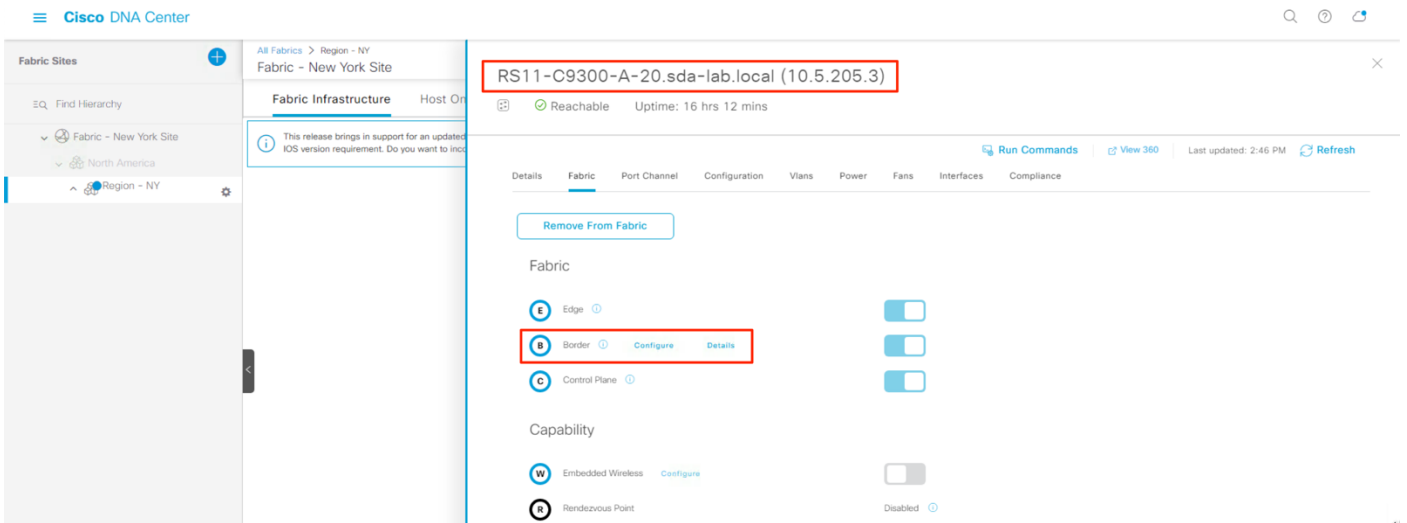 Cisco DNA Center
Fabric Sites
Find Hierarchy
Fabric - New York Site
North America
Region - NY
All Fabrics > Region - NY
Fabric - New York Site
Fabric Infrastructure Host On
This release brings in support for an updated
IOS version requirement. Do you want to inco
RS11-C9300-A-20.sda-lab.local (10.5.205.3)
Reachable Uptime: 16 hrs 12 mins
Run Commands View 360 Last updated: 2:46 PM Refresh
Details Fabric Port Channel Configuration Vlans Power Fans Interfaces Compliance
Remove From Fabric
Fabric
E Edge
B Border Configure Details
C Control Plane
Capability
W Embedded Wireless Configure
R Rendezvous Point Disabled